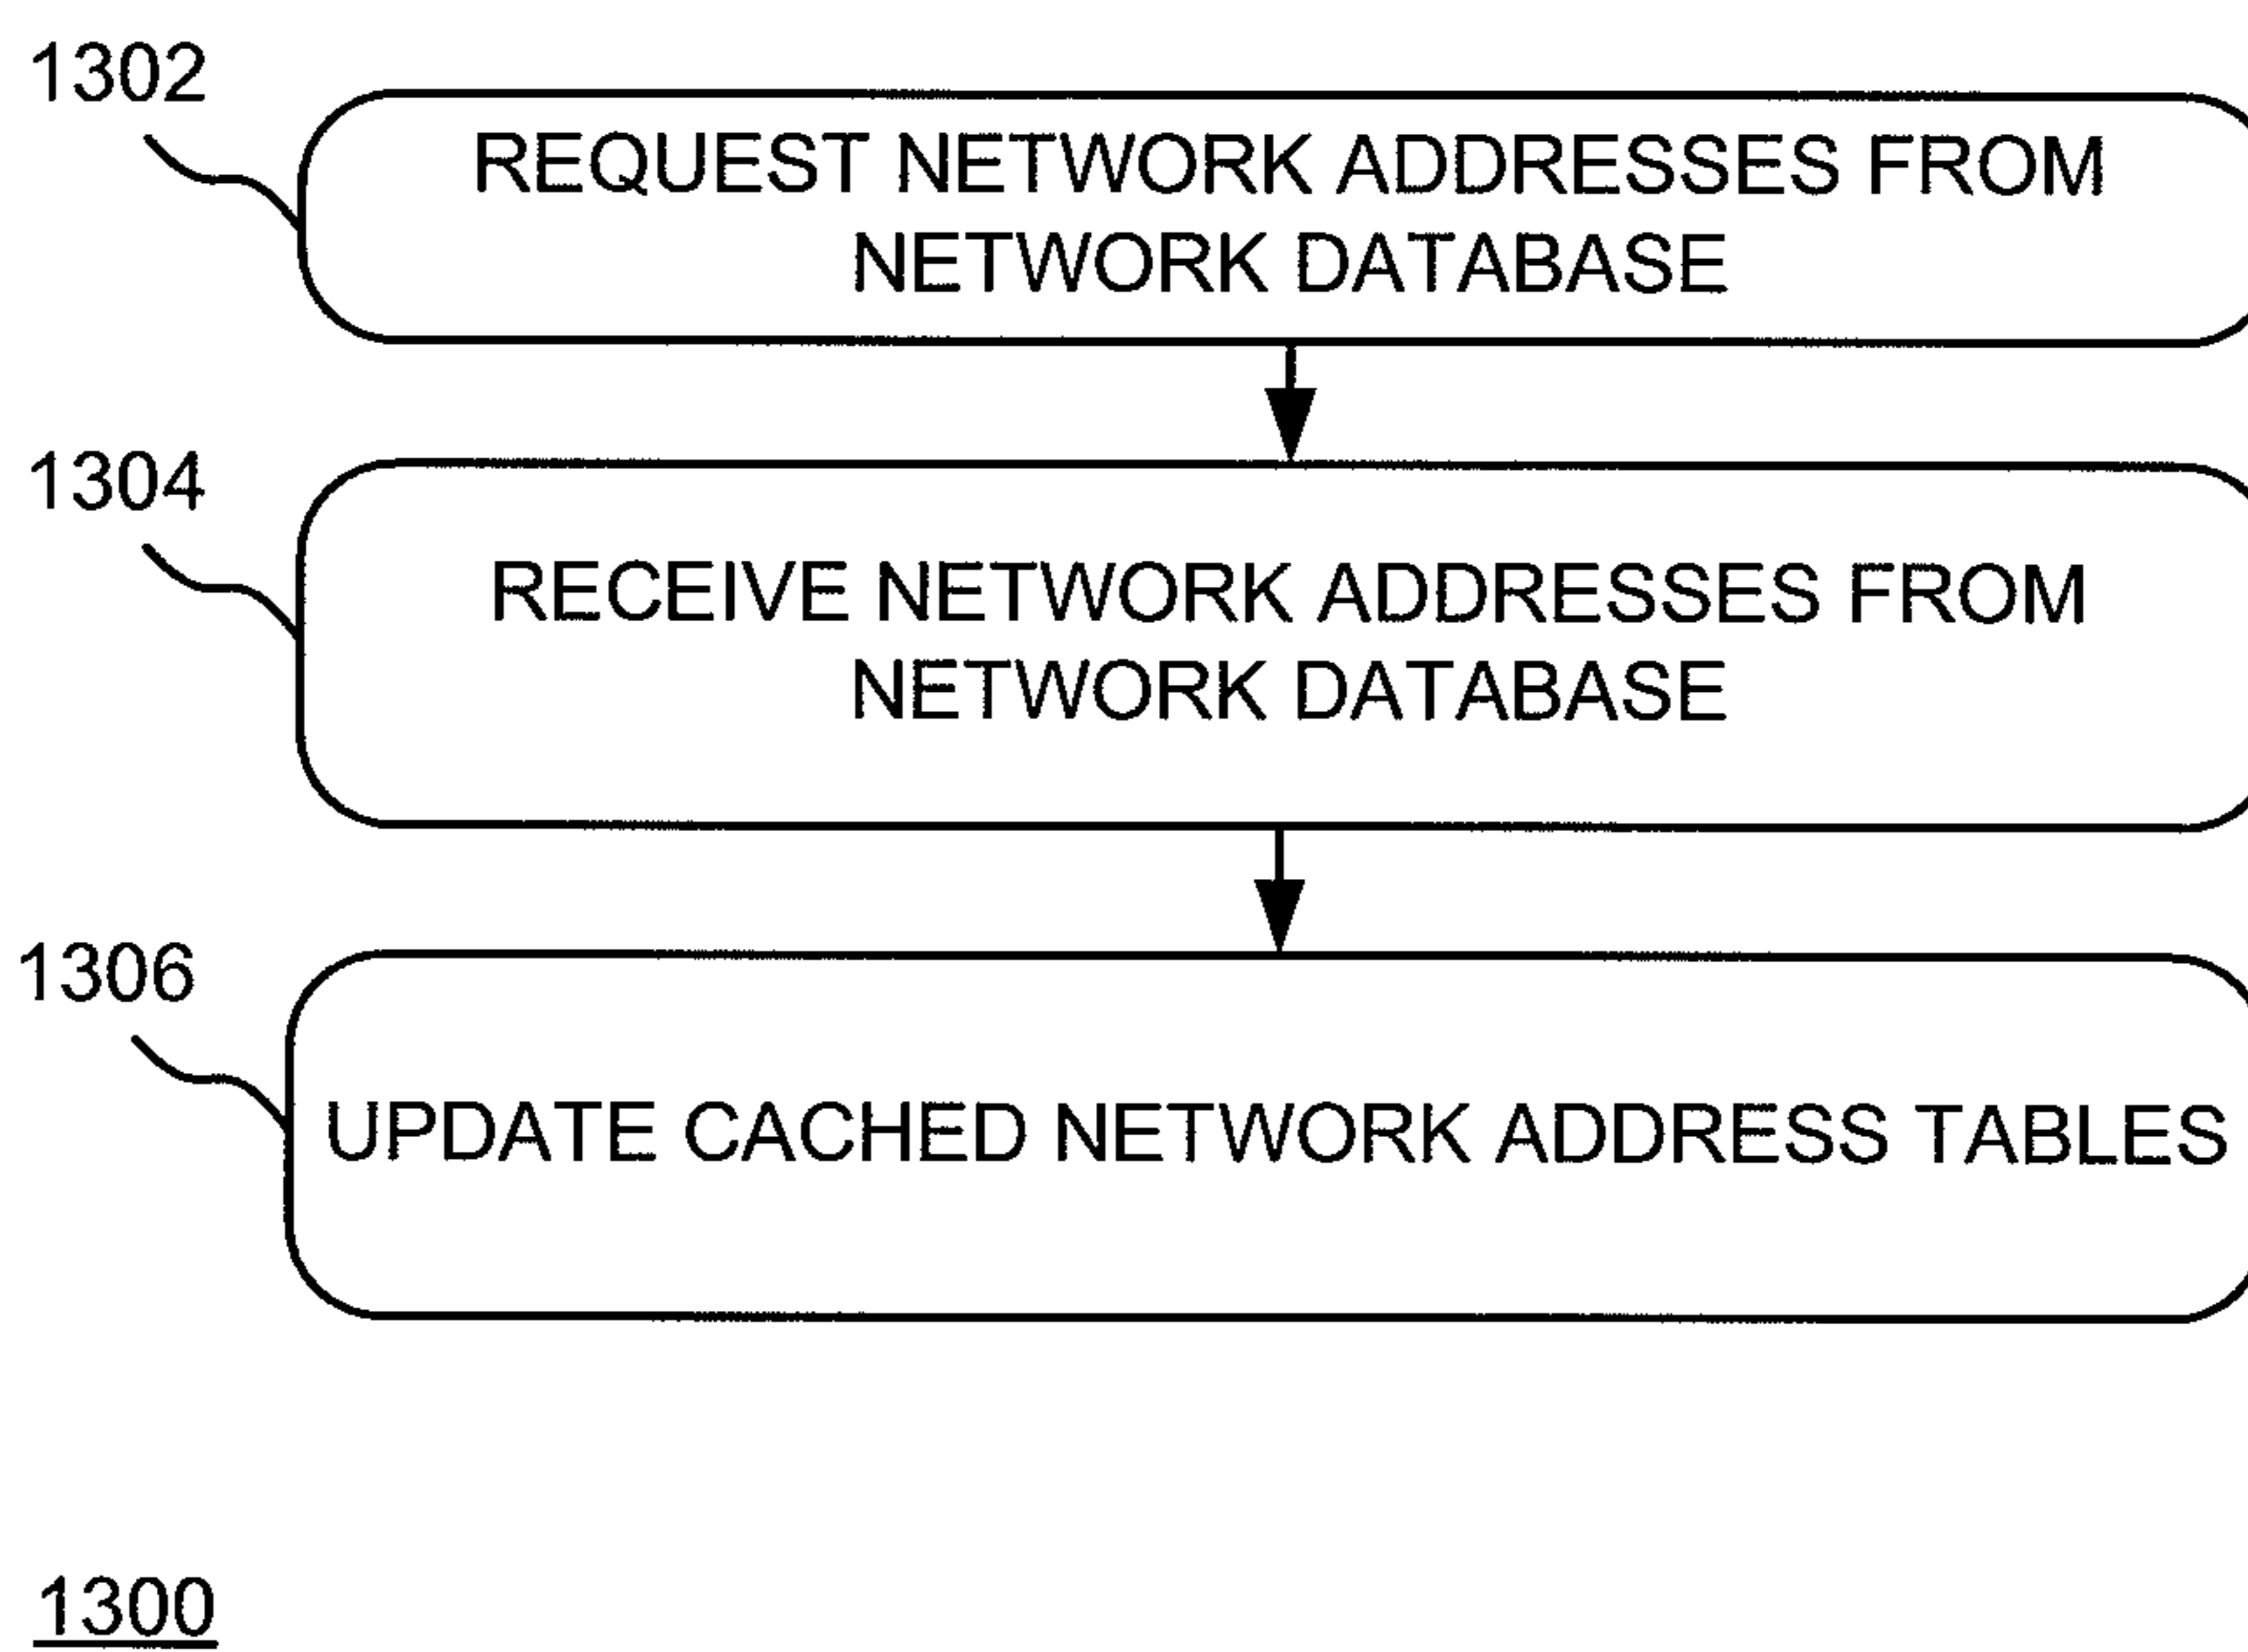 1302
REQUEST NETWORK ADDRESSES FROM
NETWORK DATABASE
1304
RECEIVE NETWORK ADDRESSES FROM
NETWORK DATABASE
1306
UPDATE CACHED NETWORK ADDRESS TABLES
1300